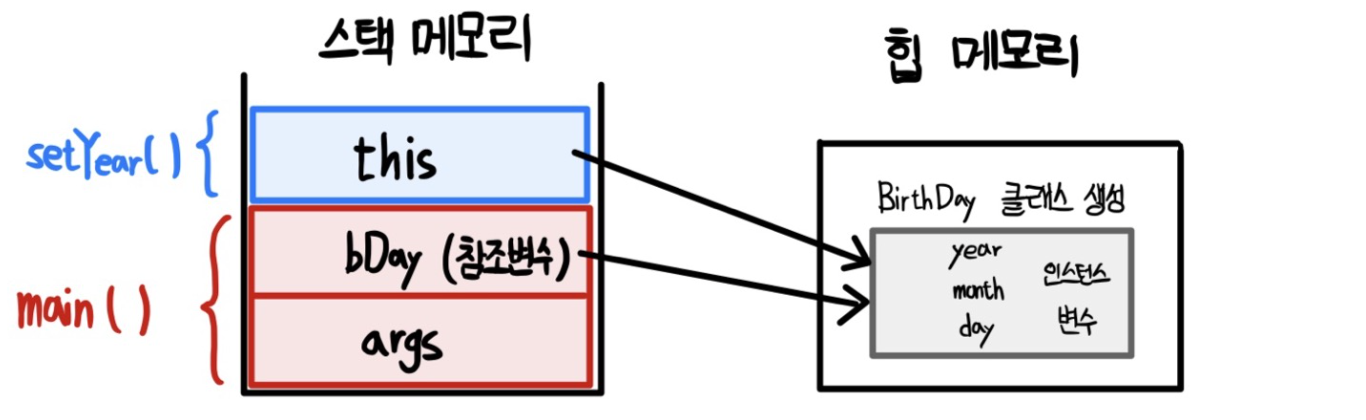 스택 메모리
힙 메모리
setYear()
this
main()
bDay (참조변수)
args
BirthDay 클래스 생성
year
month
day
인스턴스
변수